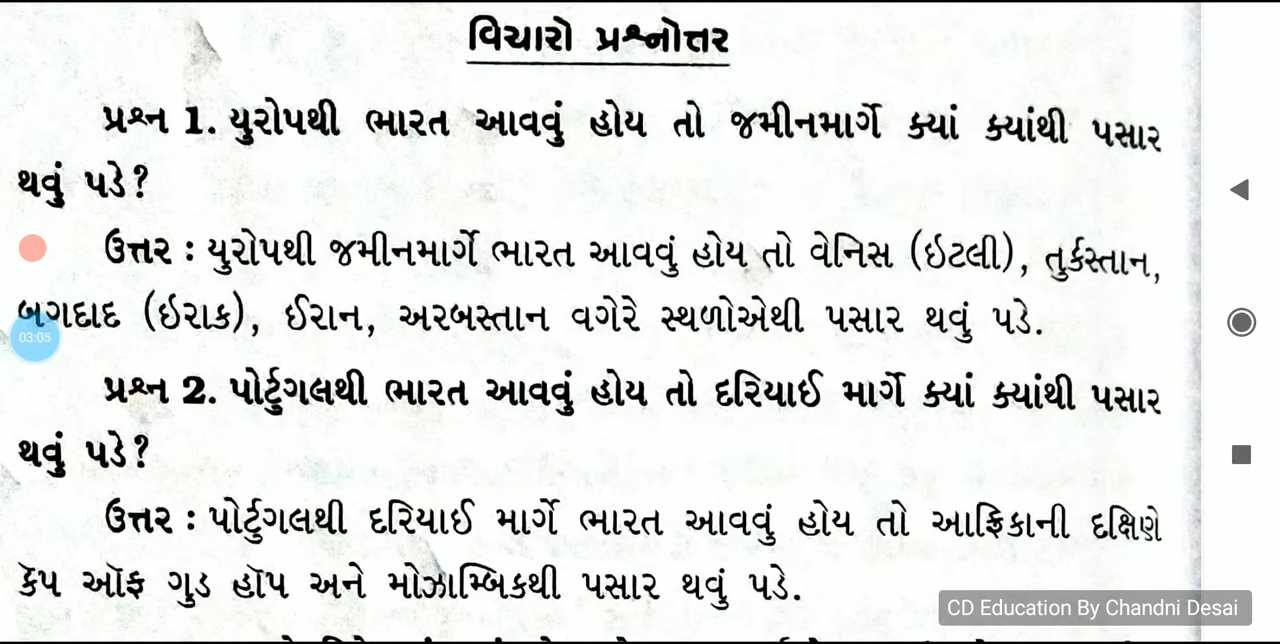 વિચારો પ્રશ્નોત્તર
પ્રશ્ન 1. યુરોપથી ભારત આવવું હોય તો જમીનમાર્ગે ક્યાં ક્યાંથી પસાર
થવું પડે?
ઉત્તર : યુરોપથી જમીનમાર્ગે ભારત આવવું હોય તો વેનિસ (ઇટલી), તુર્કસ્તાન,
બગદાદ (ઇરાક), ઈરાન, અરબસ્તાન વગેરે સ્થળોએથી પસાર થવું પડે.
03:05
પ્રશ્ન 2. પોર્ટુગલથી ભારત આવવું હોય તો દરિયાઈ માર્ગે ક્યાં ક્યાંથી પસાર
થવું પડે?
ઉત્તર : પોર્ટુગલથી દરિયાઈ માર્ગે ભારત આવવું હોય તો આફ્રિકાની દક્ષિણે
કૅપ ઑફ ગુડ હૉપ અને મોઝામ્બિકથી પસાર થવું પડે.
CD Education By Chandni Desai